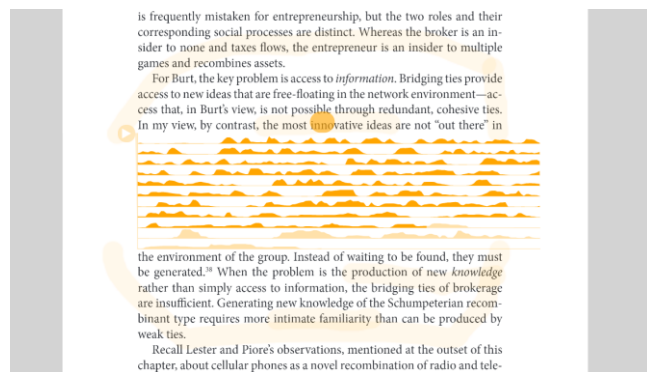 is frequently mistaken for entrepreneurship, but the two roles and their
corresponding social processes are distinct. Whereas the broker is an in-
sider to none and taxes flows, the entrepreneur is an insider to multiple
games and recombines assets.
For Burt, the key problem is access to information. Bridging ties provide
access to new ideas that are free-floating in the network environment—ac-
cess that, in Burt's view, is not possible through redundant, cohesive ties.
In my view, by contrast, the most innovative ideas are not "out there" in
the environment of the group. Instead of waiting to be found, they must
be generated.³⁸ When the problem is the production of new knowledge
rather than simply access to information, the bridging ties of brokerage
are insufficient. Generating new knowledge of the Schumpeterian recom-
binant type requires more intimate familiarity than can be produced by
weak ties.
Recall Lester and Piore's observations, mentioned at the outset of this
chapter, about cellular phones as a novel recombination of radio and tele-